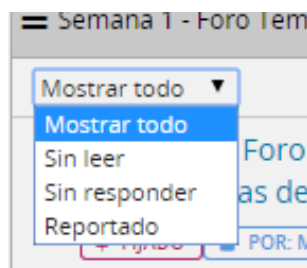 Semana 1 - Foro Tem
Mostrar todo
Mostrar todo
Sin leer
Foro
Sin responder
as de
Reportado
POR: M